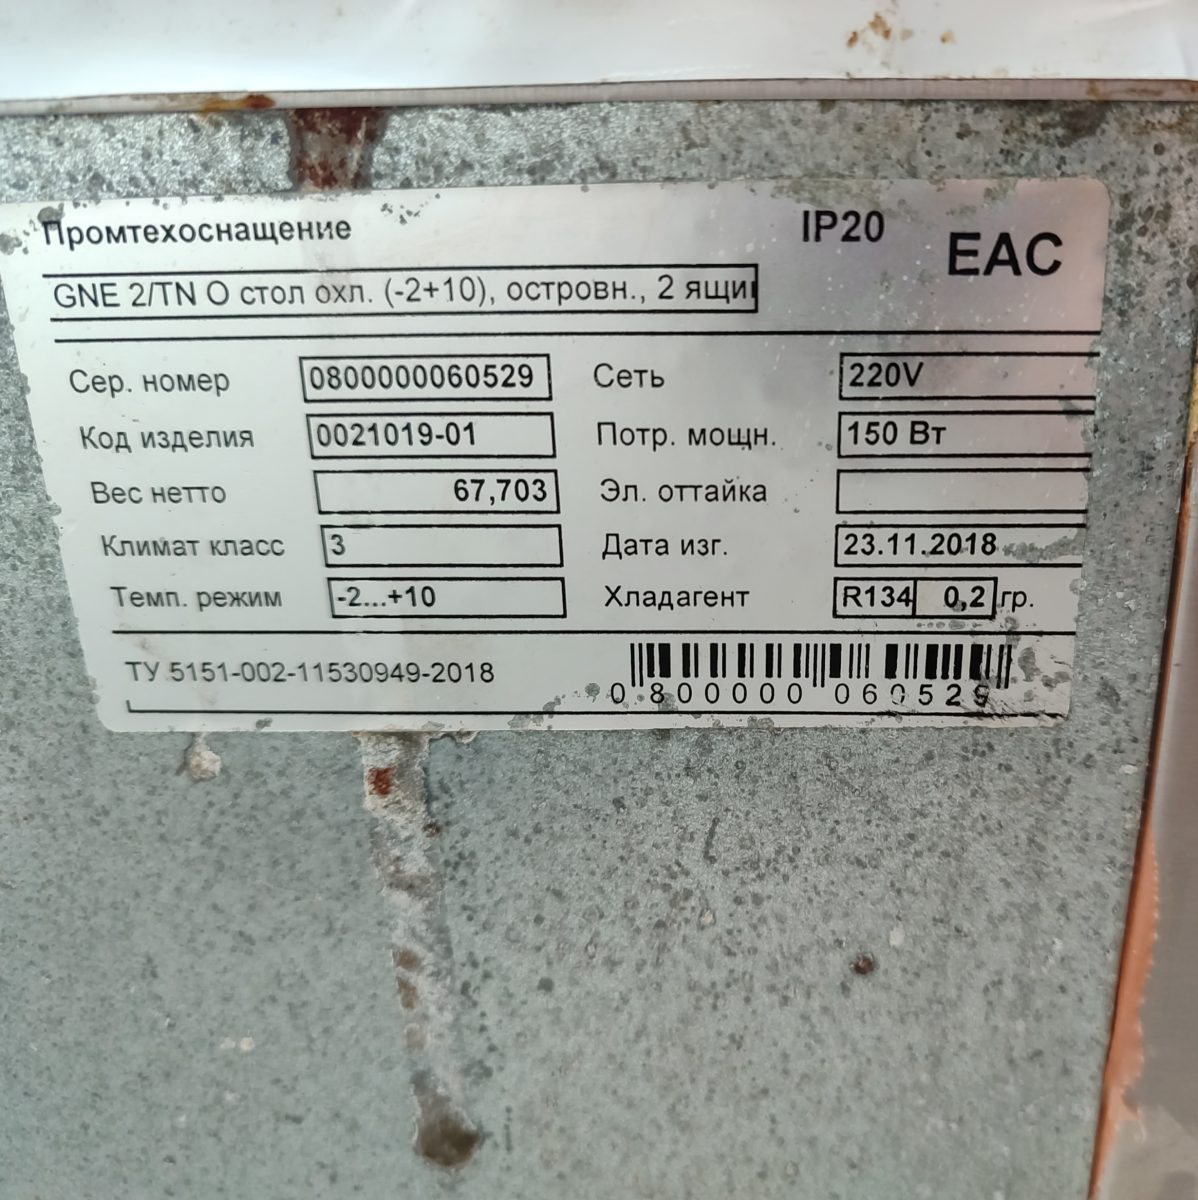 Промтехоснащение
IP20
EAC
GNE 2/TN О стол охл. (-2+10), островн., 2 ящи
Сер. номер 0800000060529 Сеть 220V
Код изделия 0021019-01 Потр. мощн. 150 Вт
Вес нетто 67,703 Эл. оттайка
Климат класс 3 Дата изг. 23.11.2018
Темп. режим -2...+10 Хладагент R134 0,2 гр.
ТУ 5151-002-11530949-2018
0 800000 060529